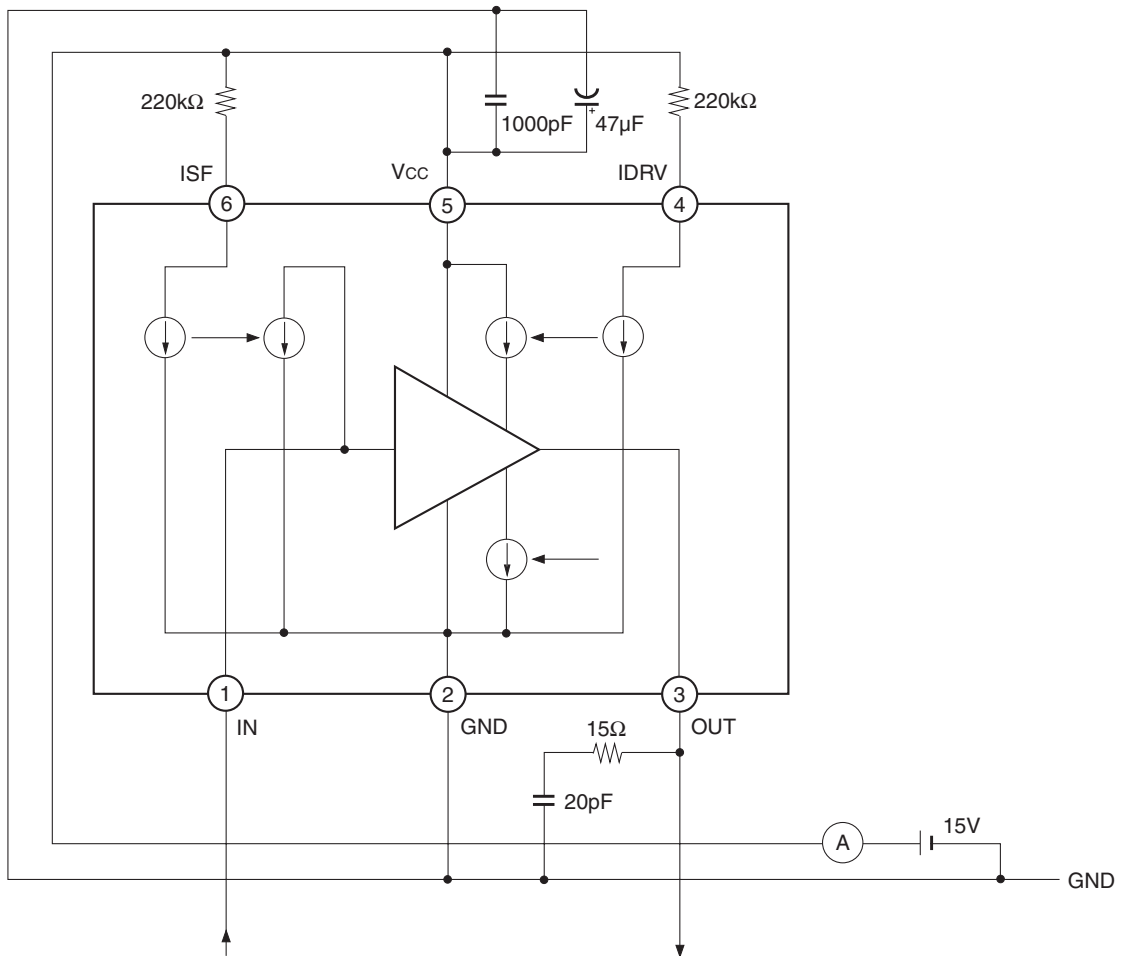 220kΩ
1000pF
+
47µF
220kΩ
ISF
VCC
IDRV
6
5
4
1
2
3
IN
GND
15Ω
OUT
20pF
A
15V
GND